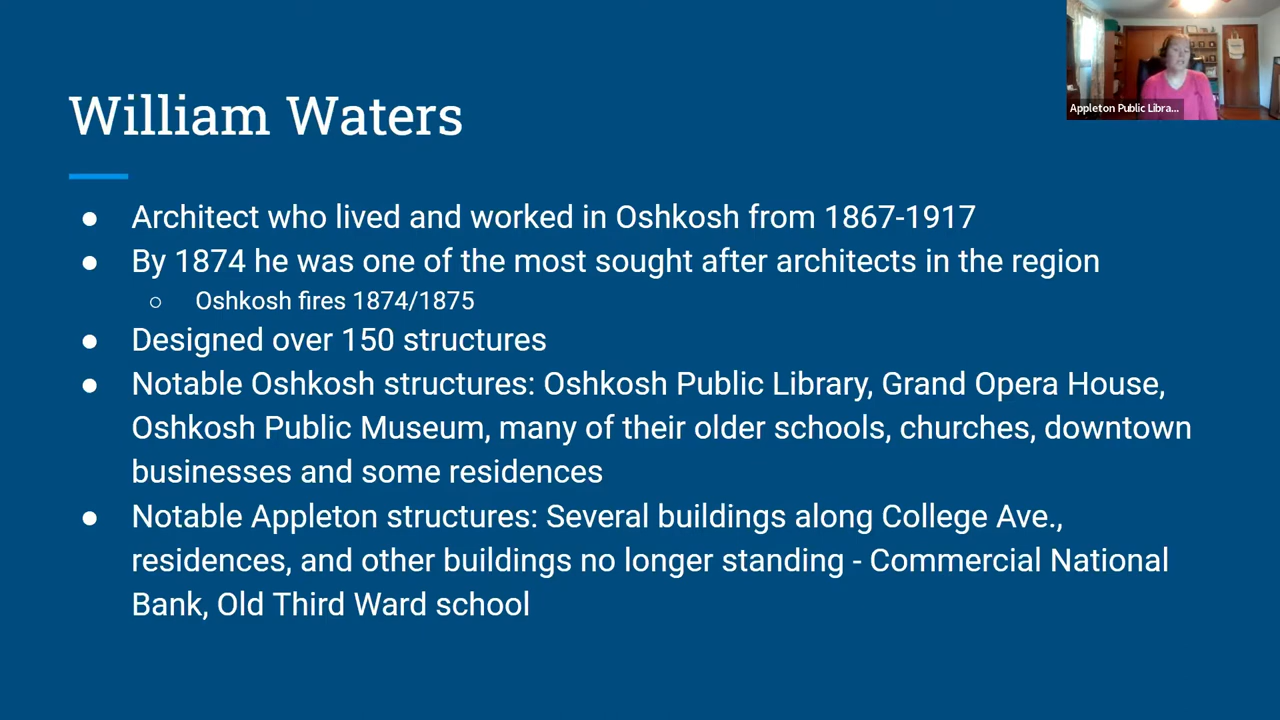 Appleton Public Libra...
William Waters
● Architect who lived and worked in Oshkosh from 1867-1917
● By 1874 he was one of the most sought after architects in the region
○ Oshkosh fires 1874/1875
● Designed over 150 structures
● Notable Oshkosh structures: Oshkosh Public Library, Grand Opera House,
Oshkosh Public Museum, many of their older schools, churches, downtown
businesses and some residences
● Notable Appleton structures: Several buildings along College Ave.,
residences, and other buildings no longer standing - Commercial National
Bank, Old Third Ward school